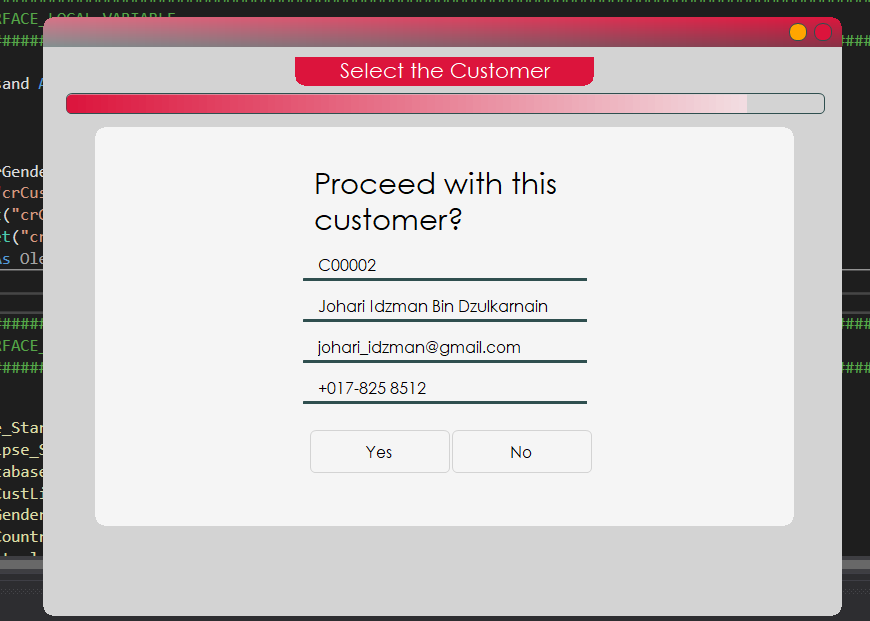 RFACE_LOCAL_VARIABLE
Select the Customer
Proceed with this
customer?
C00002
Johari Idzman Bin Dzulkarnain
johari_idzman@gmail.com
+017-825 8512
Yes
No